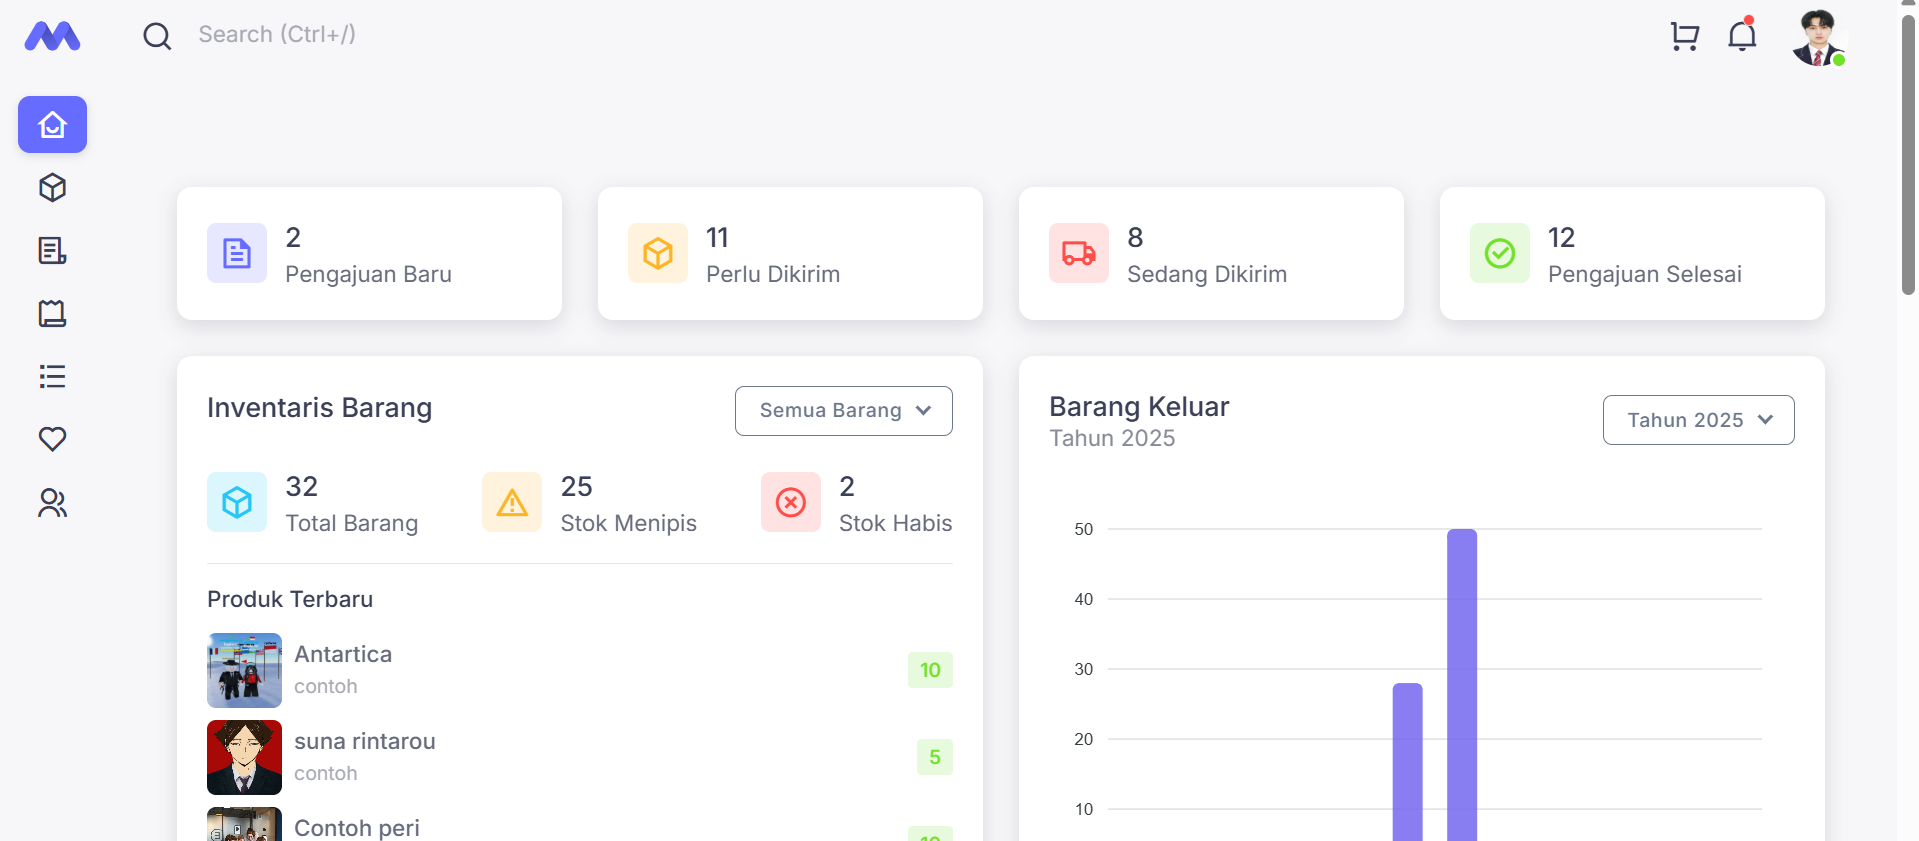 Search (Ctrl+/)
2
Pengajuan Baru
11
Perlu Dikirim
8
Sedang Dikirim
12
Pengajuan Selesai
Inventaris Barang
Semua Barang
32
Total Barang
25
Stok Menipis
2
Stok Habis
Produk Terbaru
Antartica
contoh
10
suna rintarou
contoh
5
Contoh peri
10
Barang Keluar
Tahun 2025
Tahun 2025
50
40
30
20
10